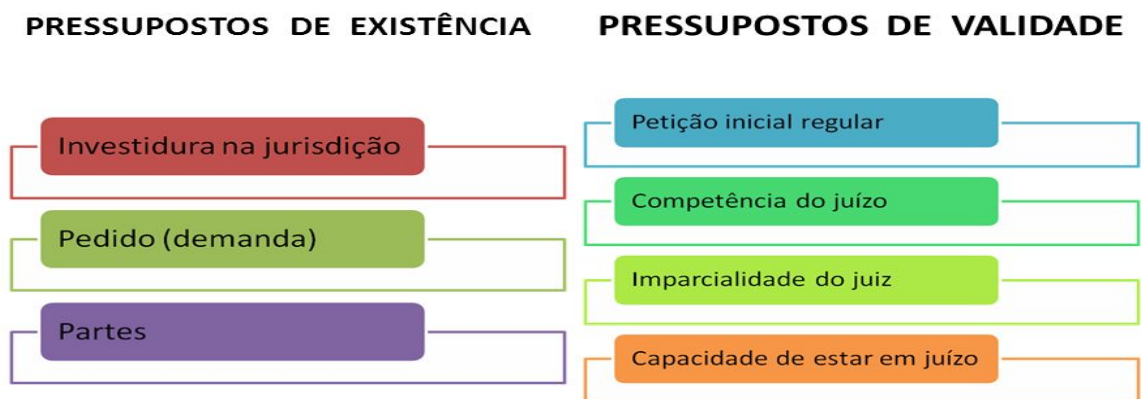 PRESSUPOSTOS DE EXISTÊNCIA
Investidura na jurisdição
Pedido (demanda)
Partes
PRESSUPOSTOS DE VALIDADE
Petição inicial regular
Competência do juízo
Imparcialidade do juiz
Capacidade de estar em juízo